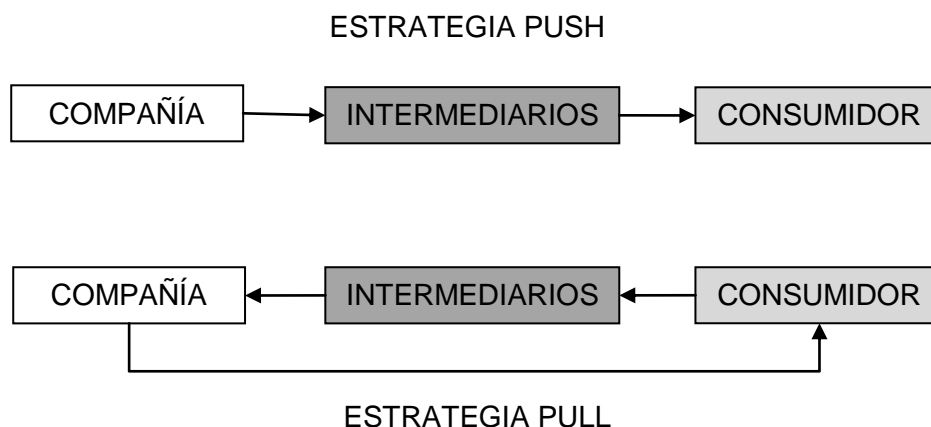 ESTRATEGIA PUSH
COMPAÑÍA INTERMEDIARIOS CONSUMIDOR
COMPAÑÍA INTERMEDIARIOS CONSUMIDOR
ESTRATEGIA PULL